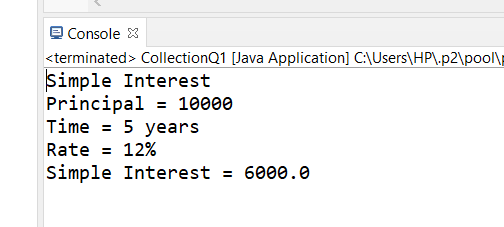 Console
<terminated> CollectionQ1 [Java Application] C:\Users\HP\.p2\pool\
Simple Interest
Principal = 10000
Time = 5 years
Rate = 12%
Simple Interest = 6000.0